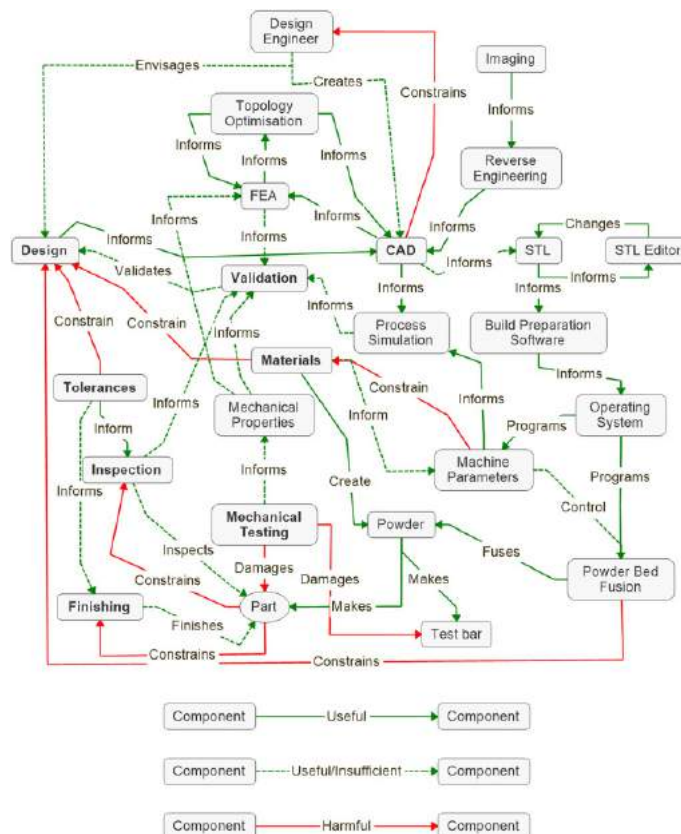 Design
Engineer
Imaging
Envisages
Creates
Constrains
Topology
Optimisation
Informs
Informs
Informs
Informs
Reverse
Engineering
Informs
FEA
Informs
Informs
Informs
Informs
Changes
Design
Informs
CAD
Informs
STL
STL Editor
Validates
Validation
Informs
Informs
Informs
Constrain
Constrain
Informs
Process
Simulation
Build Preparation
Software
Materials
Constrain
Informs
Tolerances
Informs
Mechanical
Properties
Inform
Informs
Operating
System
Inform
Programs
Inspection
Machine
Parameters
Programs
Informs
Informs
Create
Control
Mechanical
Testing
Powder
Inspects
Fuses
Damages
Damages
Makes
Powder Bed
Fusion
Constrains
Finishing
Part
Makes
Finishes
Test bar
Constrains
Constrains
Component
Useful
Component
Component
Useful/Insufficient
Component
Component
Harmful
Component